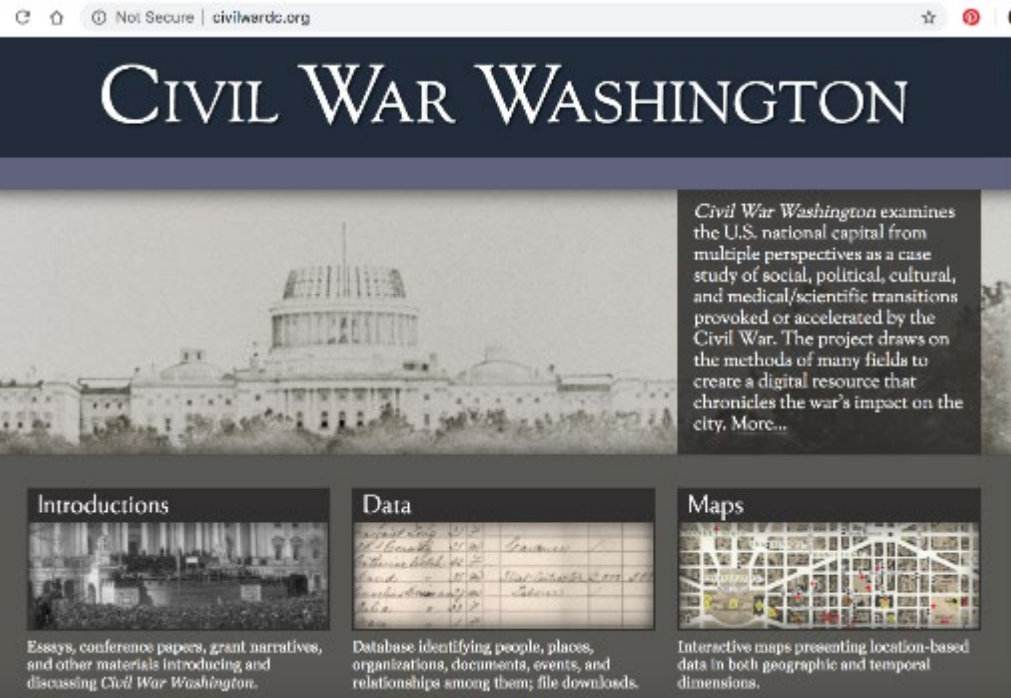 Not Secure | civilwardc.org
CIVIL WAR WASHINGTON
Civil War Washington examines
the U.S. national capital from
multiple perspectives as a case
study of social, political, cultural,
and medical/scientific transitions
provoked or accelerated by the
Civil War. The project draws on
the methods of many fields to
create a digital resource that
chronicles the war's impact on the
city. More...
Introductions
Essays, conference papers, grant narratives,
and other materials introducing and
discussing Civil War Washington.
Data
Database identifying people, places,
organizations, documents, events, and
relationships among them; file downloads.
Maps
Interactive maps presenting location-based
data in both geographic and temporal
dimensions.